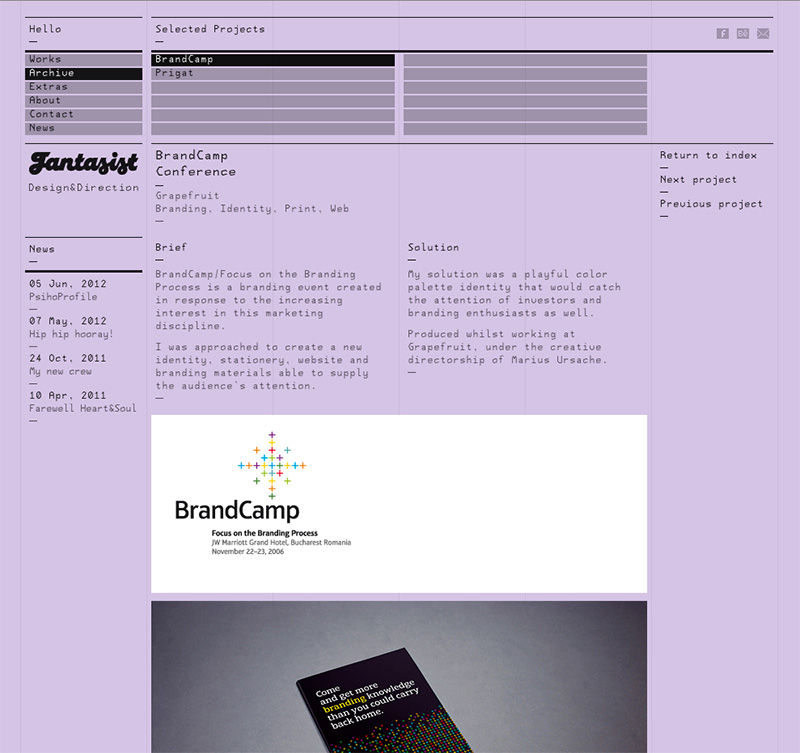 Hello
Selected Projects
Works
Archive
Extras
About
Contact
News
BrandCamp
Prigat
Fantasist
Design&Direction
BrandCamp
Conference
Grapefruit
Branding, Identity, Print, Web
Return to index
Next project
Previous project
News
05 Jun, 2012
PsihoProfile
07 May, 2012
Hip hip hooray!
24 Oct, 2011
My new crew
10 Apr, 2011
Farewell Heart&Soul
Brief
BrandCamp/Focus on the Branding
Process is a branding event created
in response to the increasing
interest in this marketing
discipline.
I was approached to create a new
identity, stationery, website and
branding materials able to supply
the audience`s attention.
Solution
My solution was a playful color
palette identity that would catch
the attention of investors and
branding enthusiasts as well.
Produced whilst working at
Grapefruit, under the creative
directorship of Marius Ursache.
BrandCamp
Focus on the Branding Process
JW Marriott Grand Hotel, Bucharest Romania
November 22–23, 2006
Come
and get more
branding knowledge
than you could carry
back home.